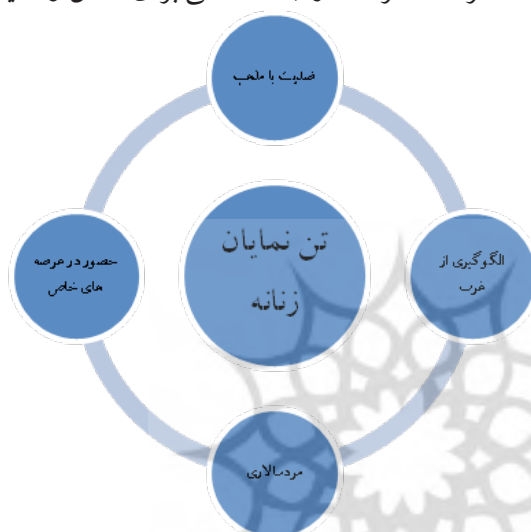 ضدیت با مذهب
تن نمایان
زنانه
الگوگیری از
غرب
حضور در عرصه
های خاص
مردسالاری